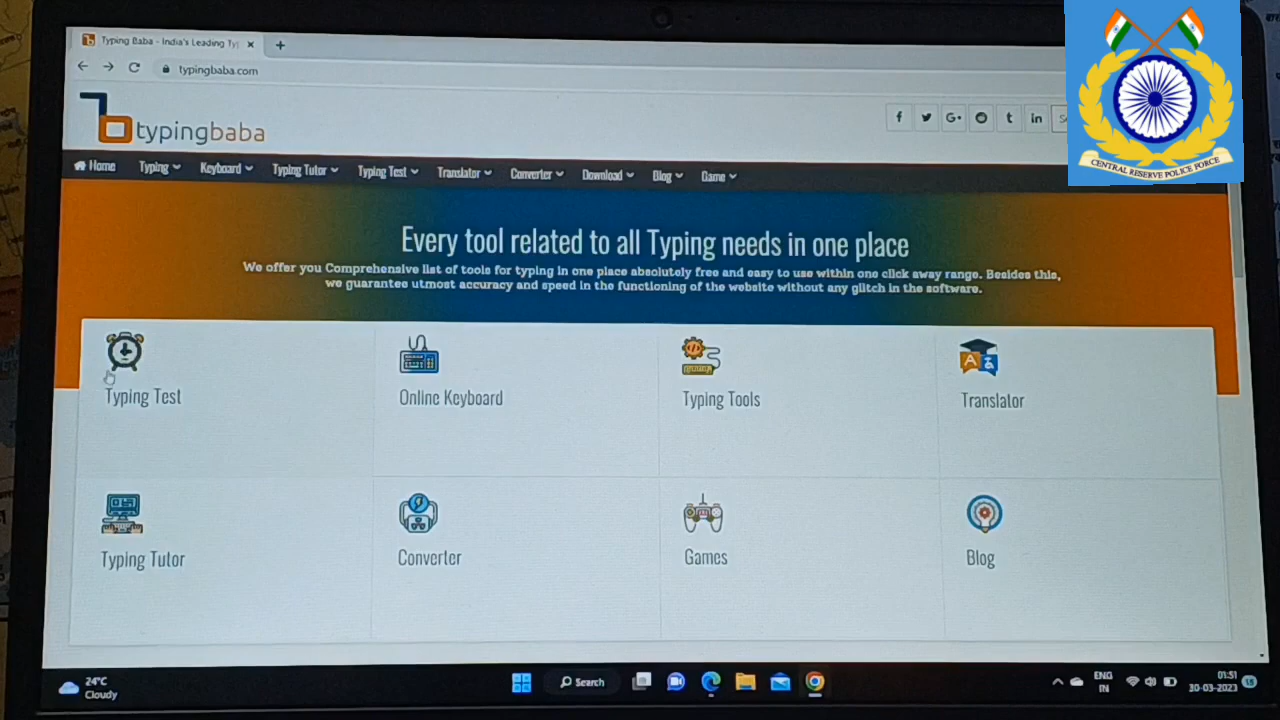 Typing Baba - India's Leading Ty
typingbaba.com
typingbaba
CENTRAL RESERVE POLICE FORCE
Home Typing Keyboard Typing Tutor Typing Test Translator Converter Download Blog Game
Every tool related to all Typing needs in one place
We offer you Comprehensive list of tools for typing in one place absolutely free and easy to use within one click away range. Besides this,
we guarantee utmost accuracy and speed in the functioning of the website without any glitch in the software.
Typing Test Online Keyboard Typing Tools Translator
Typing Tutor Converter Games Blog
24°C
Cloudy
Search
ENG
IN
01:51
30-03-2023